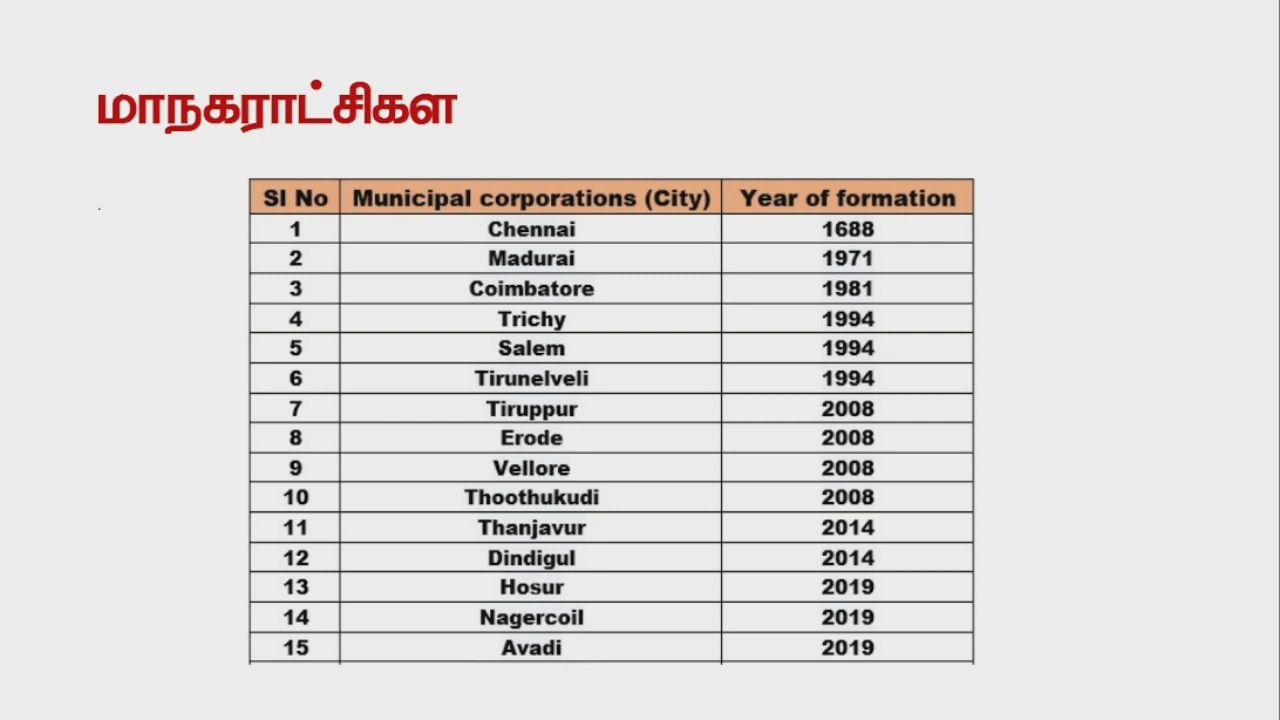 மாநகராட்சிகள
.
Sl No Municipal corporations (City) Year of formation
1 Chennai 1688
2 Madurai 1971
3 Coimbatore 1981
4 Trichy 1994
5 Salem 1994
6 Tirunelveli 1994
7 Tiruppur 2008
8 Erode 2008
9 Vellore 2008
10 Thoothukudi 2008
11 Thanjavur 2014
12 Dindigul 2014
13 Hosur 2019
14 Nagercoil 2019
15 Avadi 2019